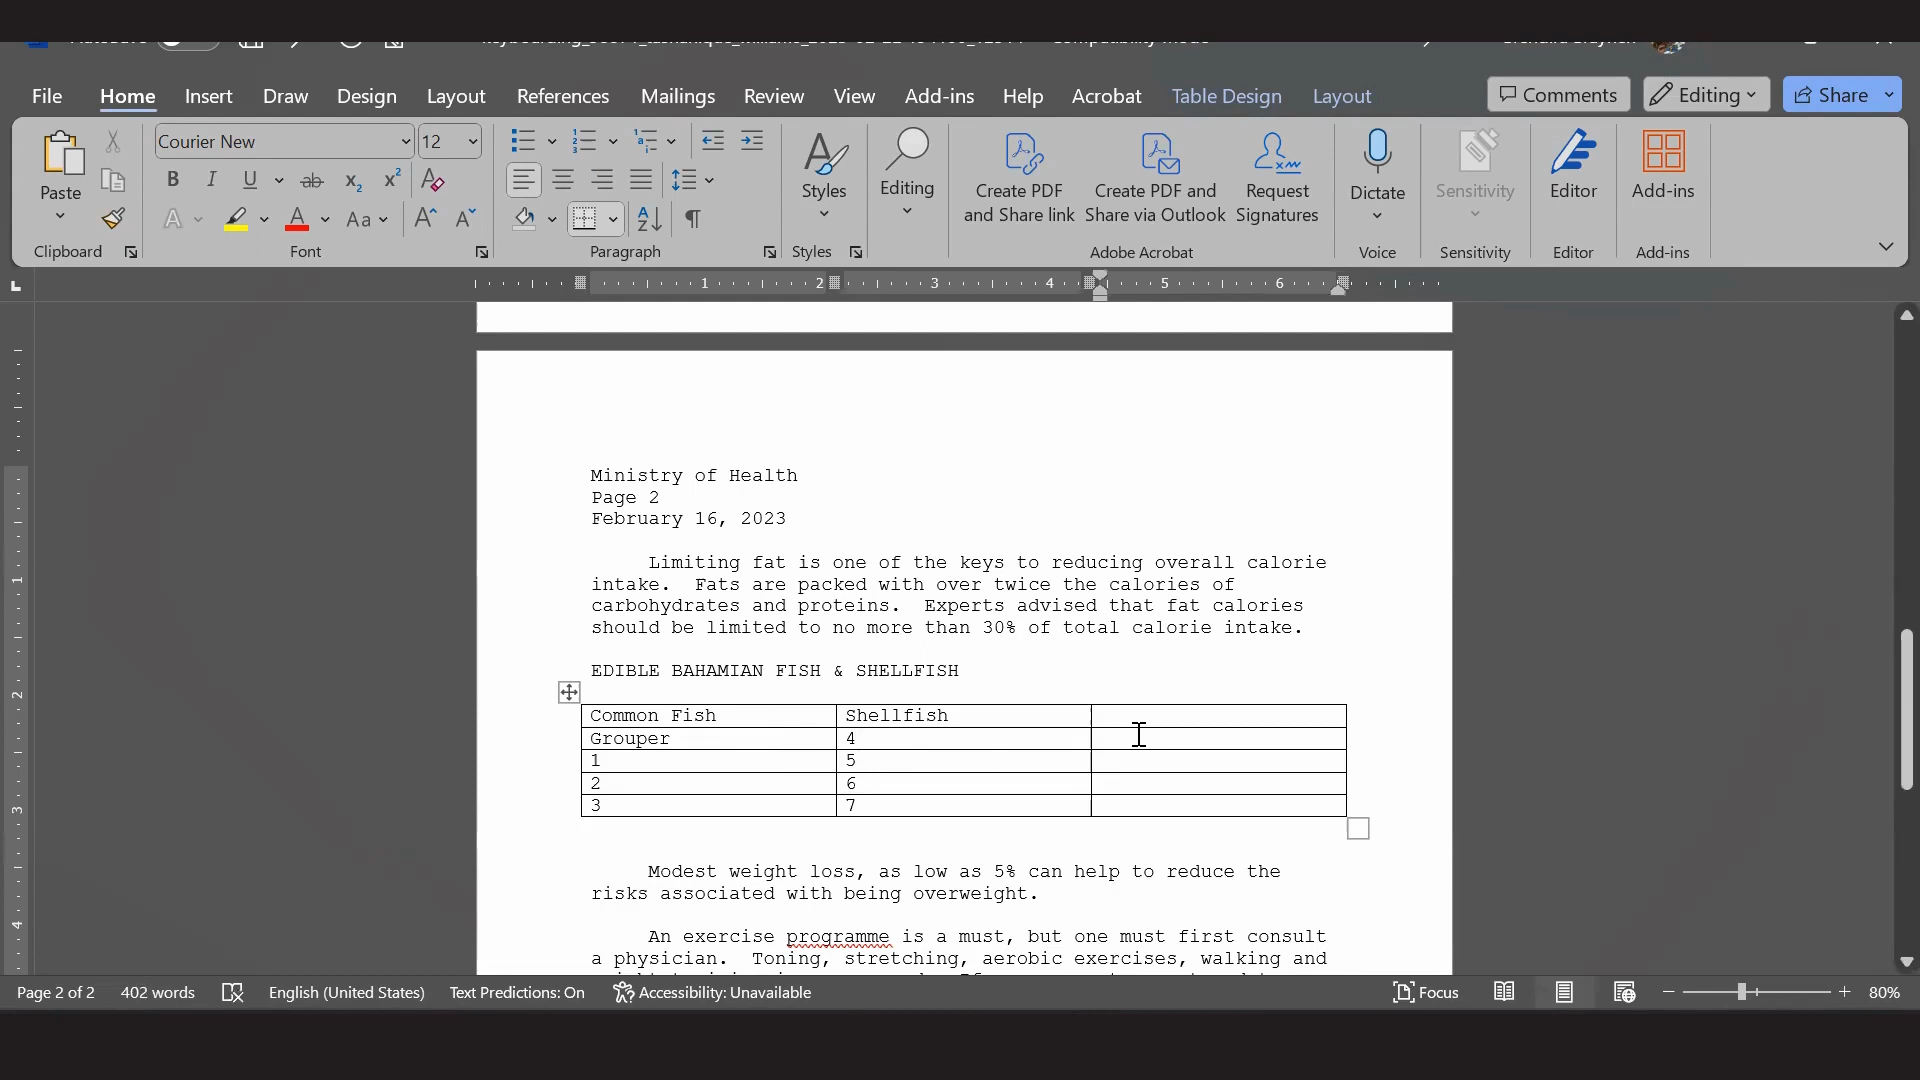 File Home Insert Draw Design Layout References Mailings Review View Add-ins Help Acrobat Table Design Layout Comments Editing Share
Courier New 12
Paste Styles Editing Create PDF and Share link Create PDF and Share via Outlook Request Signatures Dictate Sensitivity Editor Add-ins
Clipboard Font Paragraph Styles Adobe Acrobat Voice Sensitivity Editor Add-ins
1 2 3 4 5 6
Ministry of Health
Page 2
February 16, 2023
Limiting fat is one of the keys to reducing overall calorie
intake. Fats are packed with over twice the calories of
carbohydrates and proteins. Experts advised that fat calories
should be limited to no more than 30% of total calorie intake.
EDIBLE BAHAMIAN FISH & SHELLFISH
Common Fish Shellfish
Grouper 4
1 5
2 6
3 7
Modest weight loss, as low as 5% can help to reduce the
risks associated with being overweight.
An exercise programme is a must, but one must first consult
a physician. Toning, stretching, aerobic exercises, walking and
Page 2 of 2 402 words English (United States) Text Predictions: On Accessibility: Unavailable Focus 80%